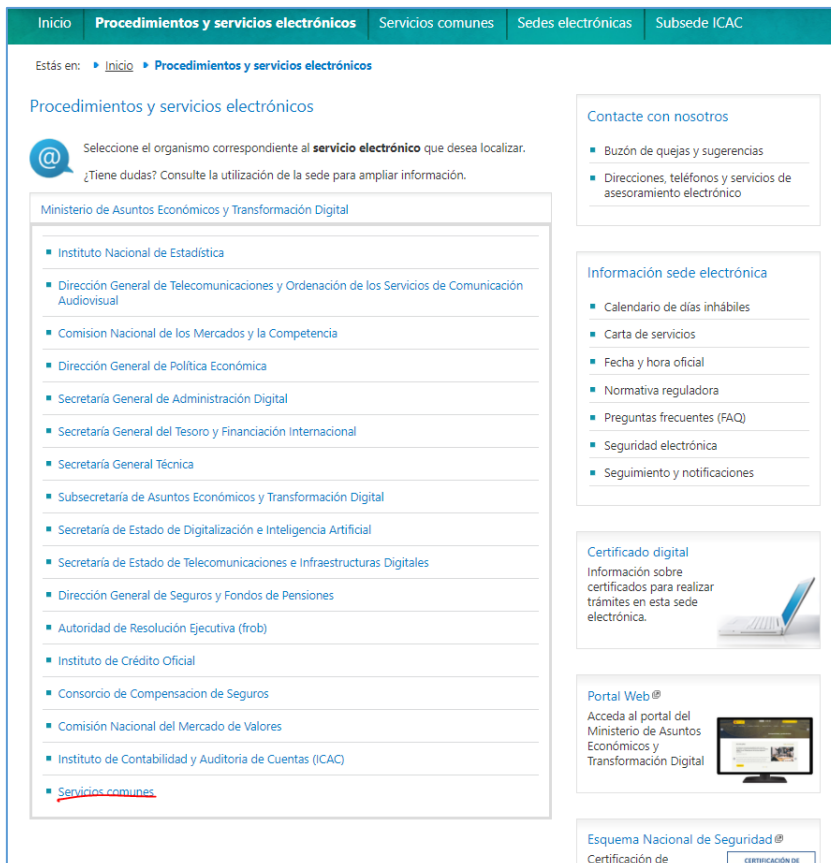 Inicio Procedimientos y servicios electrónicos Servicios comunes Sedes electrónicas Subsede ICAC
Estás en: Inicio Procedimientos y servicios electrónicos
Procedimientos y servicios electrónicos
@
Seleccione el organismo correspondiente al servicio electrónico que desea localizar.
¿Tiene dudas? Consulte la utilización de la sede para ampliar información.
Ministerio de Asuntos Económicos y Transformación Digital
Instituto Nacional de Estadística
Dirección General de Telecomunicaciones y Ordenación de los Servicios de Comunicación
Audiovisual
Comision Nacional de los Mercados y la Competencia
Dirección General de Política Económica
Secretaría General de Administración Digital
Secretaría General del Tesoro y Financiación Internacional
Secretaría General Técnica
Subsecretaría de Asuntos Económicos y Transformación Digital
Secretaría de Estado de Digitalización e Inteligencia Artificial
Secretaría de Estado de Telecomunicaciones e Infraestructuras Digitales
Dirección General de Seguros y Fondos de Pensiones
Autoridad de Resolución Ejecutiva (frob)
Instituto de Crédito Oficial
Consorcio de Compensacion de Seguros
Comisión Nacional del Mercado de Valores
Instituto de Contabilidad y Auditoria de Cuentas (ICAC)
Servicios comunes
Contacte con nosotros
Buzón de quejas y sugerencias
Direcciones, teléfonos y servicios de
asesoramiento electrónico
Información sede electrónica
Calendario de días inhábiles
Carta de servicios
Fecha y hora oficial
Normativa reguladora
Preguntas frecuentes (FAQ)
Seguridad electrónica
Seguimiento y notificaciones
Certificado digital
Información sobre
certificados para realizar
trámites en esta sede
electrónica.
Portal Web
Acceda al portal del
Ministerio de Asuntos
Económicos y
Transformación Digital
Esquema Nacional de Seguridad
Certificación de
CERTIFICACIÓN DE